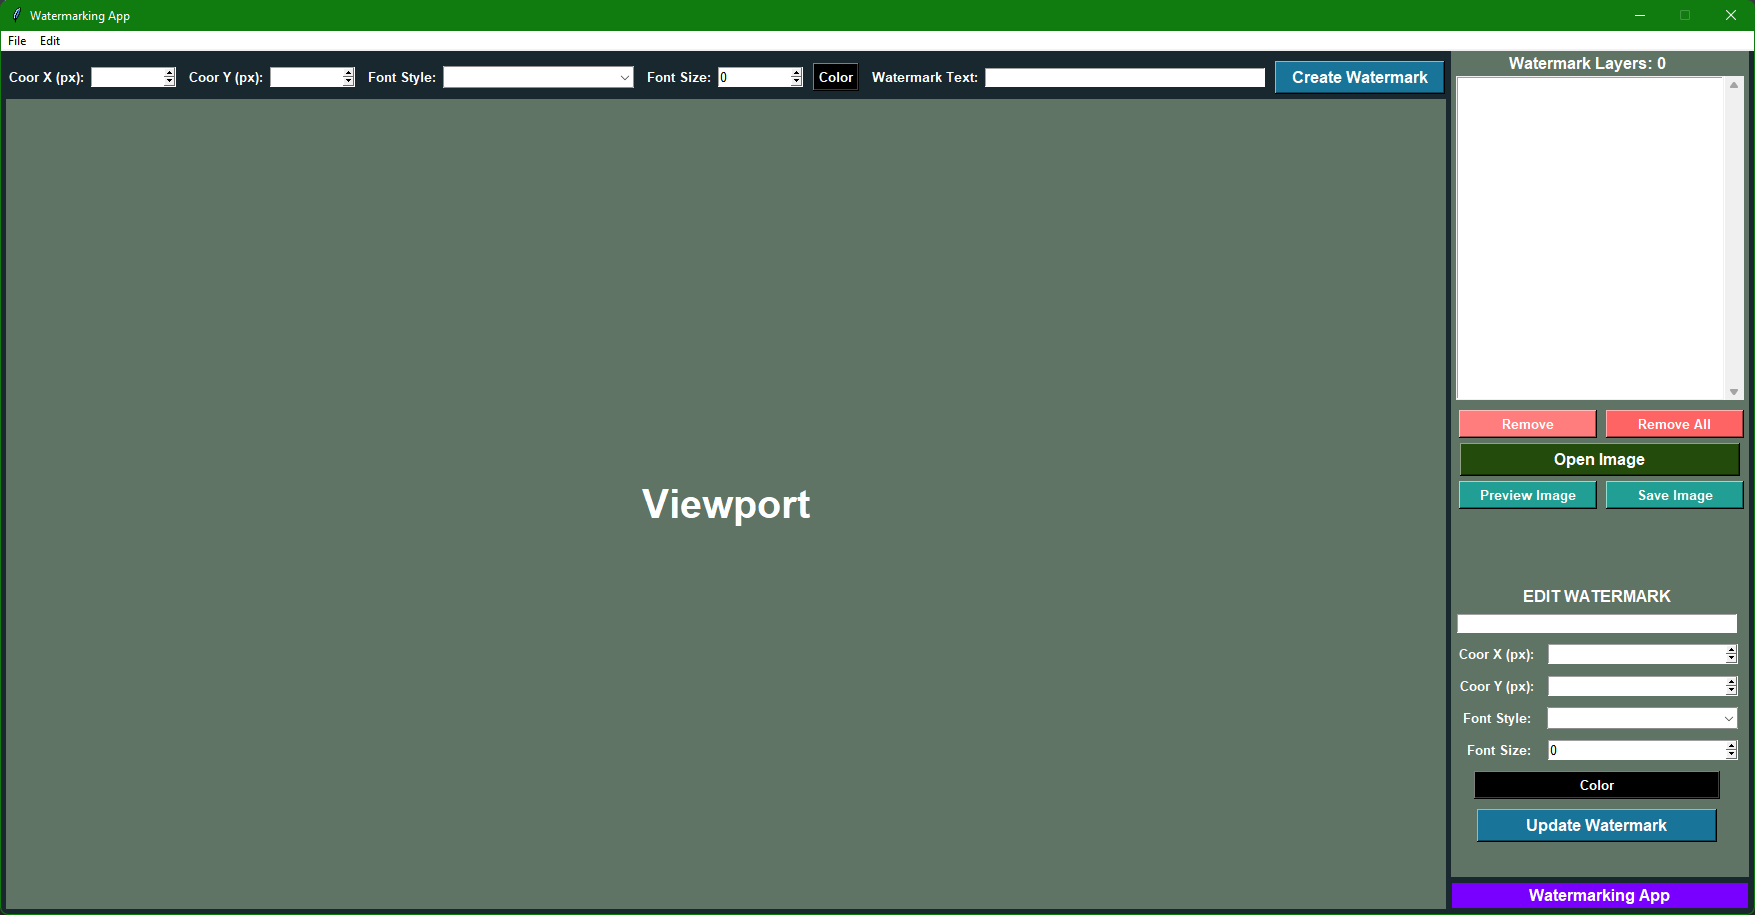 Watermarking App
File Edit
Coor X (px): Coor Y (px): Font Style: Font Size: 0 Color Watermark Text: Create Watermark
Viewport
Watermark Layers: 0
Remove Remove All
Open Image
Preview Image Save Image
EDIT WATERMARK
Coor X (px):
Coor Y (px):
Font Style:
Font Size: 0
Color
Update Watermark
Watermarking App